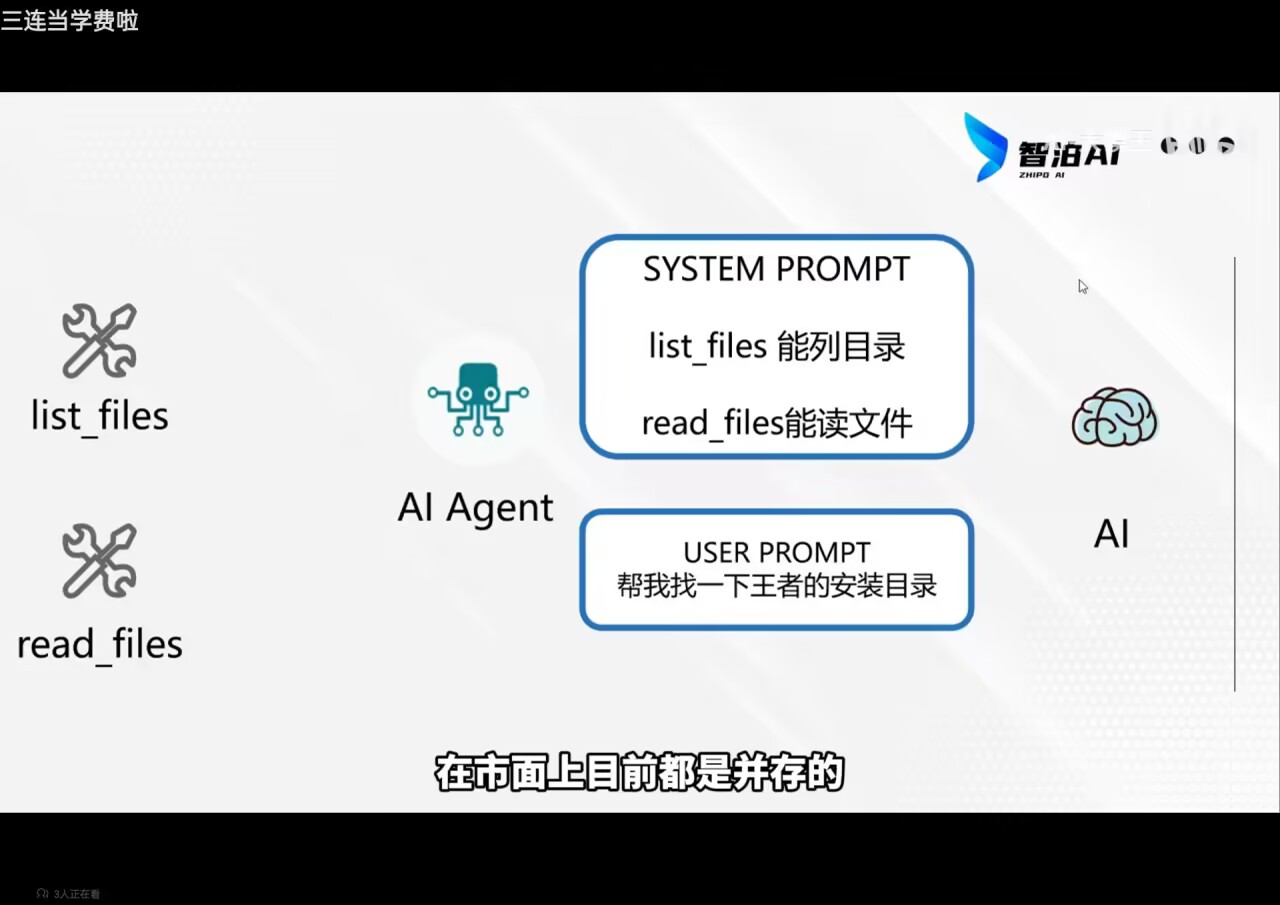 三连当学费啦
智泊AI
ZHIPO AI
SYSTEM PROMPT
list_files 能列目录
read_files能读文件
list_files
AI Agent
USER PROMPT
帮我找一下王者的安装目录
AI
read_files
在市面上目前都是并存的
3人正在看